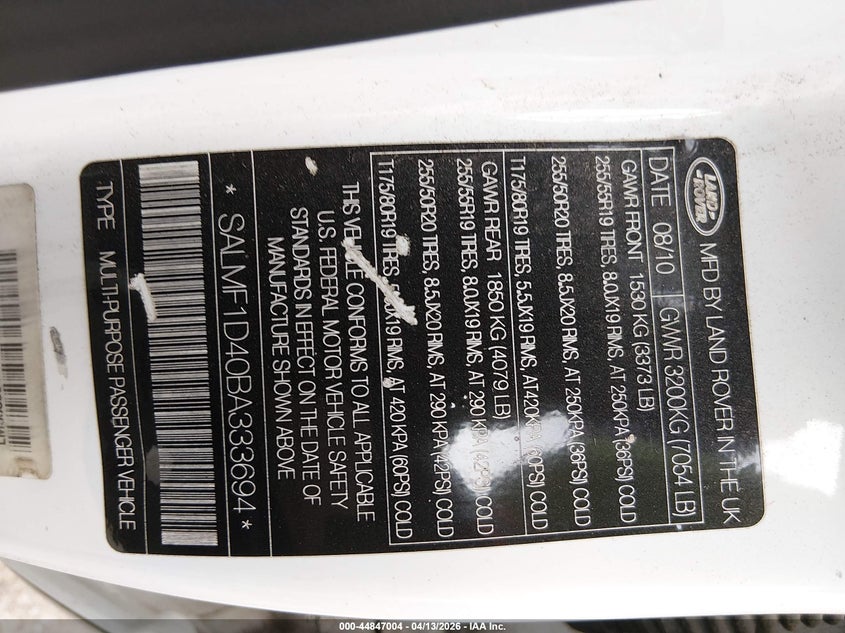 LAND ROVER
MFD BY LAND ROVER IN THE UK
DATE 08/10 GVWR 3200KG (7054 LB)
GAWR FRONT 1530 KG (3373 LB)
255/55R19 TIRES, 8.0JX19 RIMS, AT 250KPA (36PSI) COLD
255/50R20 TIRES, 8.5JX20 RIMS, AT 250KPA (36PSI) COLD
T175/80R19 TIRES, 5.5JX19 RIMS, AT 420KPA (60PSI) COLD
GAWR REAR 1850 KG (4079 LB)
255/55R19 TIRES, 8.0JX19 RIMS, AT 290 KPA (42PSI) COLD
255/50R20 TIRES, 8.5JX20 RIMS, AT 290 KPA (42PSI) COLD
T175/80R19 TIRES, RIMS, AT 420 KPA (60PSI) COLD
THIS VEHICLE CONFORMS TO ALL APPLICABLE
U.S. FEDERAL MOTOR VEHICLE SAFETY
STANDARDS IN EFFECT ON THE DATE OF
MANUFACTURE SHOWN ABOVE
* SALMF1D40BA333694 *
TYPE MULTI-PURPOSE PASSENGER VEHICLE
000-44847004 - 04/13/2026 - IAA Inc.